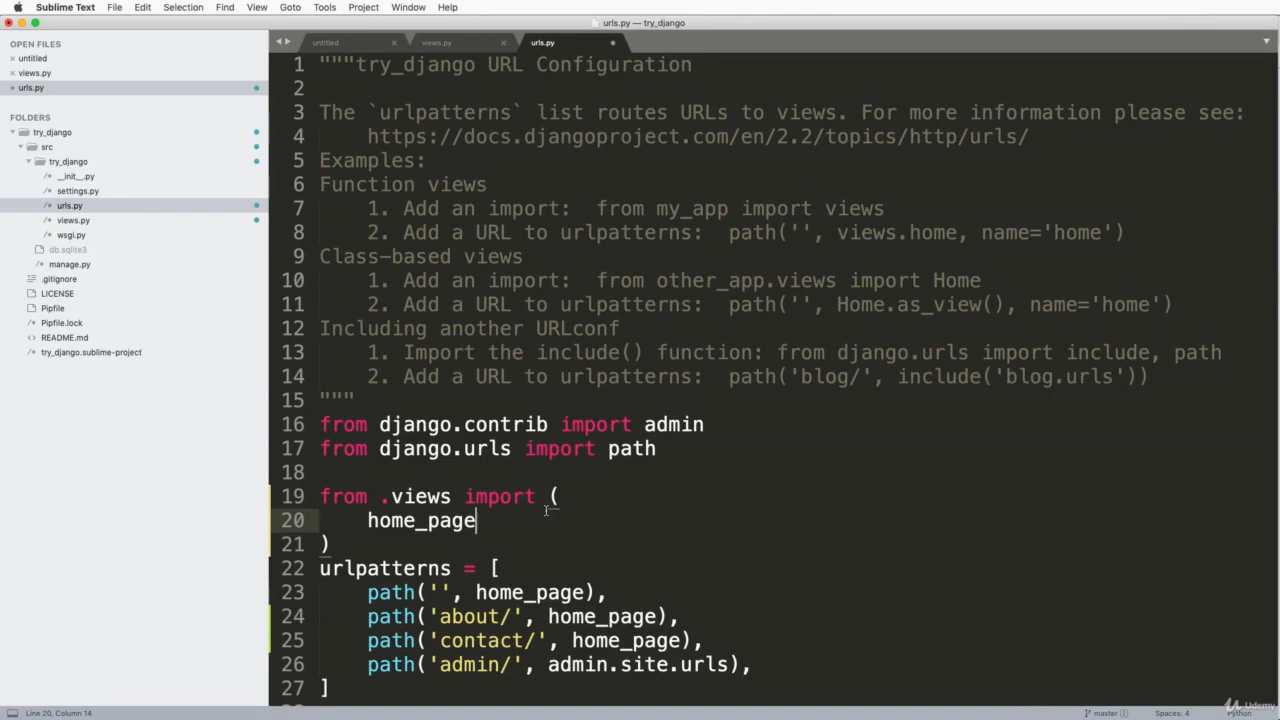 Sublime Text File Edit Selection Find View Goto Tools Project Window Help
urls.py — try_django
OPEN FILES
untitled
views.py
urls.py
FOLDERS
try_django
src
try_django
/* __init__.py
/* settings.py
/* urls.py
/* views.py
/* wsgi.py
db.sqlite3
/* manage.py
.gitignore
LICENSE
Pipfile
/* Pipfile.lock
<> README.md
/* try_django.sublime-project
untitled views.py urls.py
1 """try_django URL Configuration
2
3 The `urlpatterns` list routes URLs to views. For more information please see:
4     https://docs.djangoproject.com/en/2.2/topics/http/urls/
5 Examples:
6 Function views
7     1. Add an import:  from my_app import views
8     2. Add a URL to urlpatterns:  path('', views.home, name='home')
9 Class-based views
10     1. Add an import:  from other_app.views import Home
11     2. Add a URL to urlpatterns:  path('', Home.as_view(), name='home')
12 Including another URLconf
13     1. Import the include() function: from django.urls import include, path
14     2. Add a URL to urlpatterns:  path('blog/', include('blog.urls'))
15 """
16 from django.contrib import admin
17 from django.urls import path
18
19 from .views import (
20     home_page
21 )
22 urlpatterns = [
23     path('', home_page),
24     path('about/', home_page),
25     path('contact/', home_page),
26     path('admin/', admin.site.urls),
27 ]
Line 20, Column 14
master 2 Spaces: 4 Python
Udemy